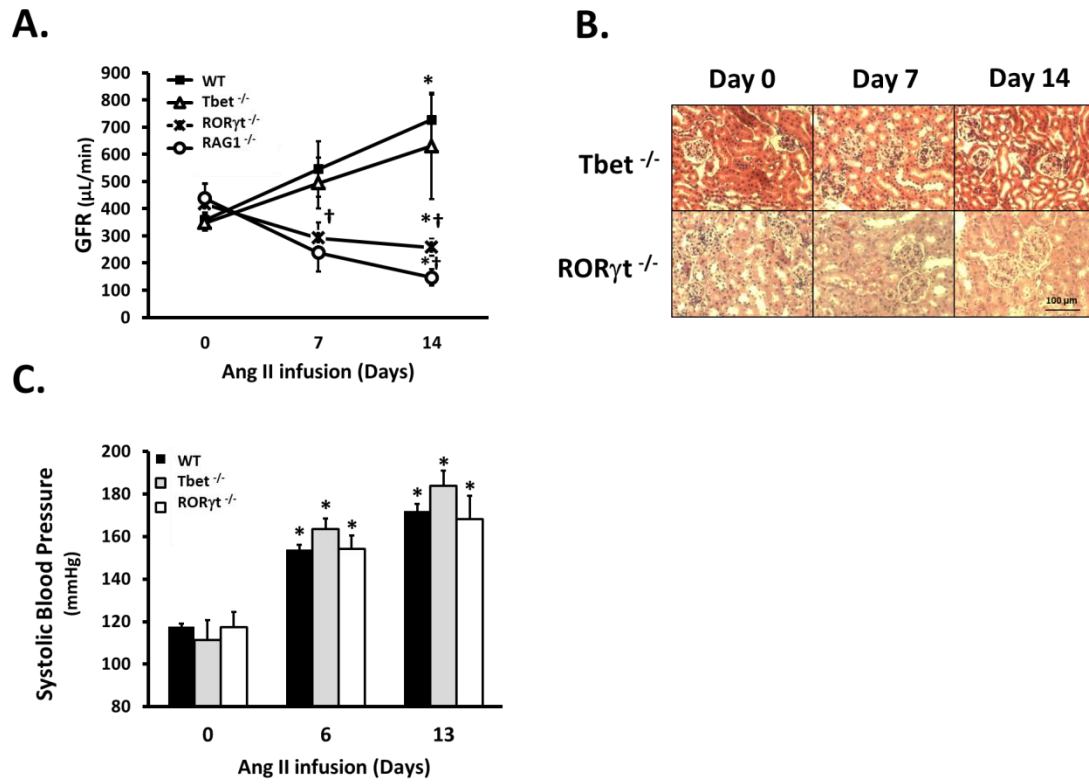 A.
900
800
700
600
500
400
300
200
100
0
GFR (µL/min)
WT
Tbet -/-
RORγt -/-
RAG1 -/-
*
†
*†
*†
0 7 14
Ang II infusion (Days)
B.
Day 0 Day 7 Day 14
Tbet -/-
RORγt -/-
100 µm
C.
200
180
160
140
120
100
80
Systolic Blood Pressure
(mmHg)
WT
Tbet -/-
RORγt -/-
* * * * * *
0 6 13
Ang II infusion (Days)